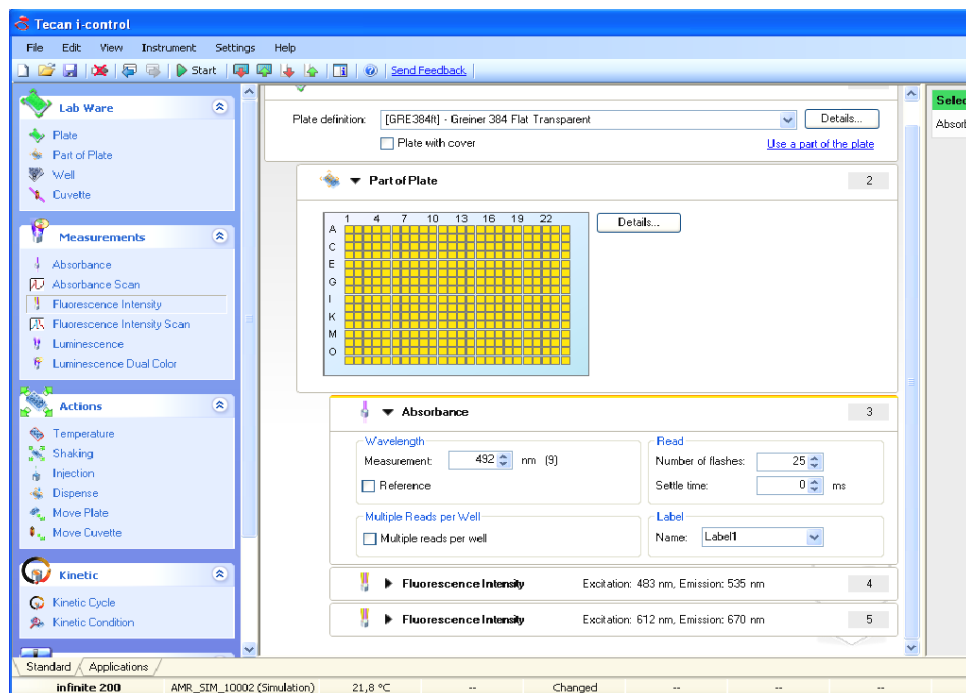 Tecan i-control
File Edit View Instrument Settings Help
Start Send Feedback
Lab Ware
Plate
Part of Plate
Well
Cuvette
Measurements
Absorbance
Absorbance Scan
Fluorescence Intensity
Fluorescence Intensity Scan
Luminescence
Luminescence Dual Color
Actions
Temperature
Shaking
Injection
Dispense
Move Plate
Move Cuvette
Kinetic
Kinetic Cycle
Kinetic Condition
Plate definition: [GRE384ft] - Greiner 384 Flat Transparent Details...
Plate with cover Use a part of the plate
Part of Plate 2
1 4 7 10 13 16 19 22
Details...
A
C
E
G
I
K
M
O
Absorbance 3
Wavelength
Measurement: 492 nm (9)
Reference
Read
Number of flashes: 25
Settle time: 0 ms
Multiple Reads per Well
Multiple reads per well
Label
Name: Label1
Fluorescence Intensity Excitation: 483 nm, Emission: 535 nm 4
Fluorescence Intensity Excitation: 612 nm, Emission: 670 nm 5
Standard Applications
infinite 200 AMR_SIM_10002 (Simulation) 21,8 °C -- Changed -- -- --